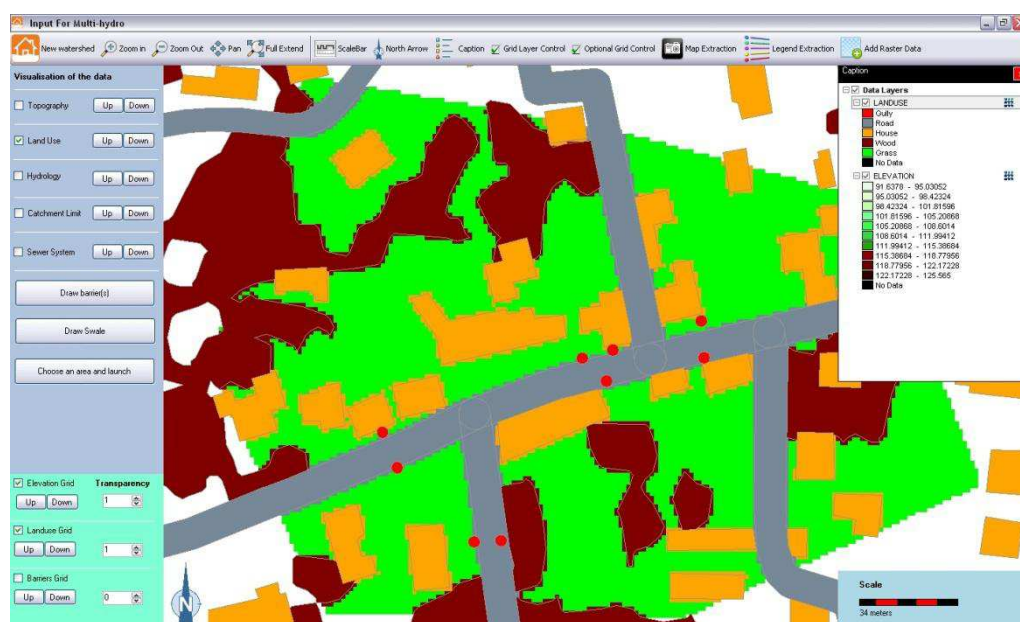 Input For Multi-hydro
New watershed Zoom in Zoom Out Pan Full Extend ScaleBar North Arrow Caption Grid Layer Control Optional Grid Control Map Extraction Legend Extraction Add Raster Data
Visualisation of the data
Topography Up Down
Land Use Up Down
Hydrology Up Down
Catchment Limit Up Down
Sewer System Up Down
Draw barrier(s)
Draw Swale
Choose an area and launch
Elevation Grid Transparency
Up Down 1
Landuse Grid
Up Down 1
Barriers Grid
Up Down 0
N
Caption
Data Layers
LANDUSE
Gully
Road
House
Wood
Grass
No Data
ELEVATION
91.6378 - 95.03052
95.03052 - 98.42324
98.42324 - 101.81596
101.81596 - 105.20868
105.20868 - 108.6014
108.6014 - 111.99412
111.99412 - 115.38684
115.38684 - 118.77956
118.77956 - 122.17228
122.17228 - 125.565
No Data
Scale
34 meters